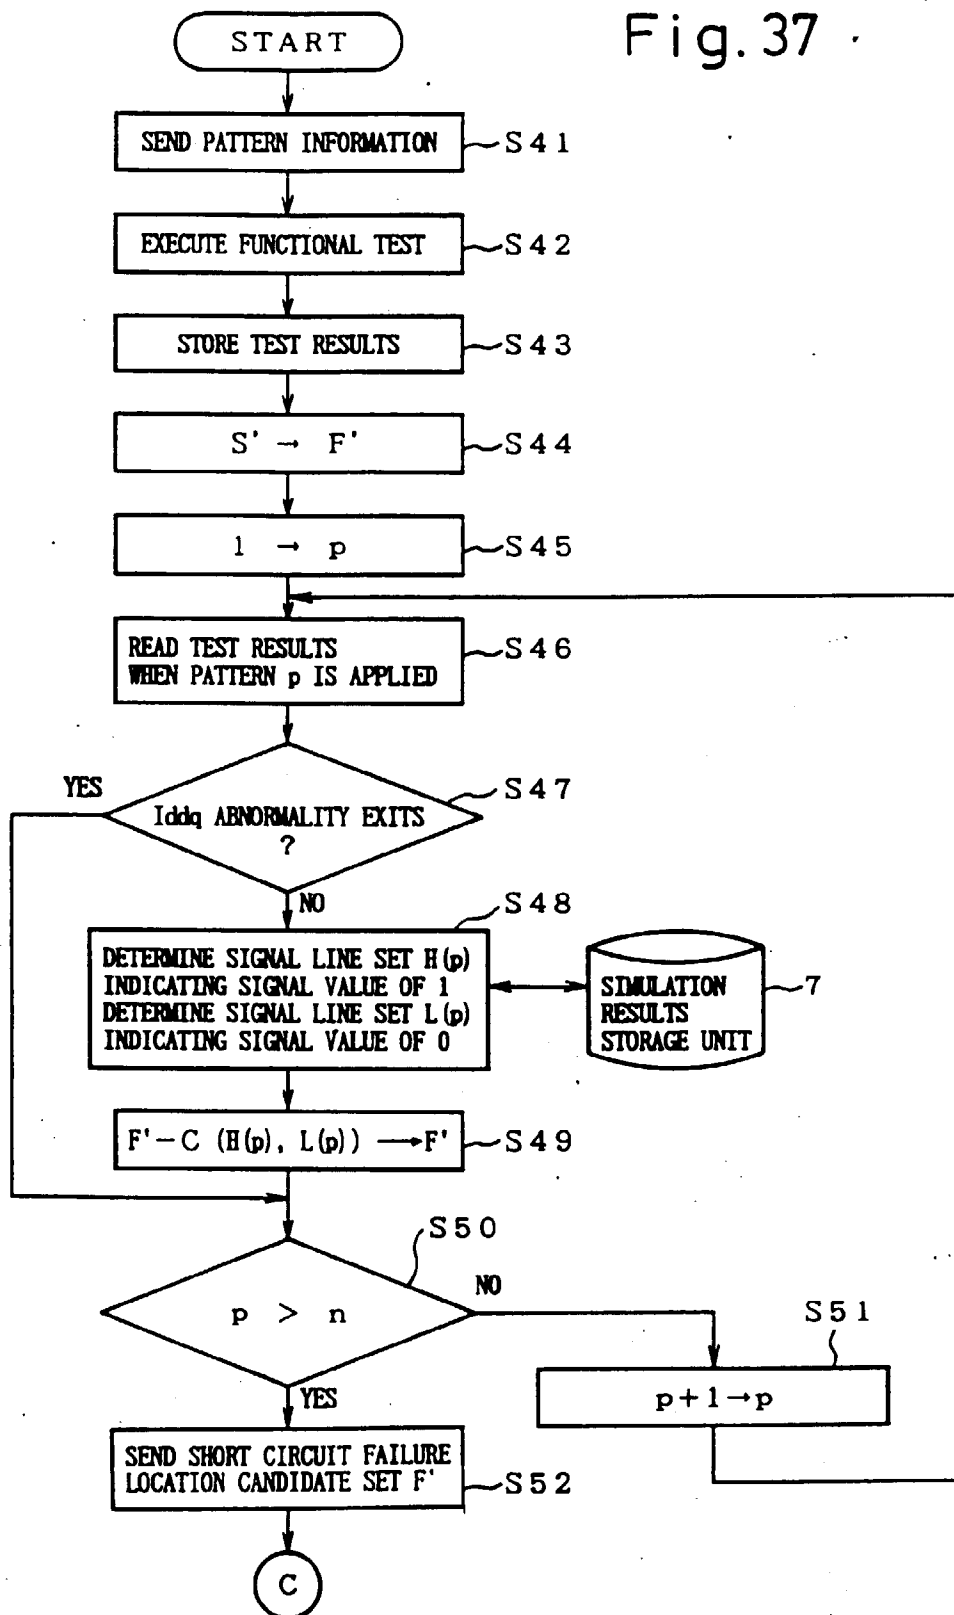 Fig. 37
START
SEND PATTERN INFORMATION
S41
EXECUTE FUNCTIONAL TEST
S42
STORE TEST RESULTS
S43
S' → F'
S44
1 → p
S45
READ TEST RESULTS
WHEN PATTERN p IS APPLIED
S46
YES
Iddq ABNORMALITY EXITS
?
S47
NO
S48
DETERMINE SIGNAL LINE SET H(p)
INDICATING SIGNAL VALUE OF 1
DETERMINE SIGNAL LINE SET L(p)
INDICATING SIGNAL VALUE OF 0
SIMULATION
RESULTS
STORAGE UNIT
7
F'-C (H(p), L(p)) →F'
S49
S50
p > n
NO
S51
p+1→p
YES
SEND SHORT CIRCUIT FAILURE
LOCATION CANDIDATE SET F'
S52
C